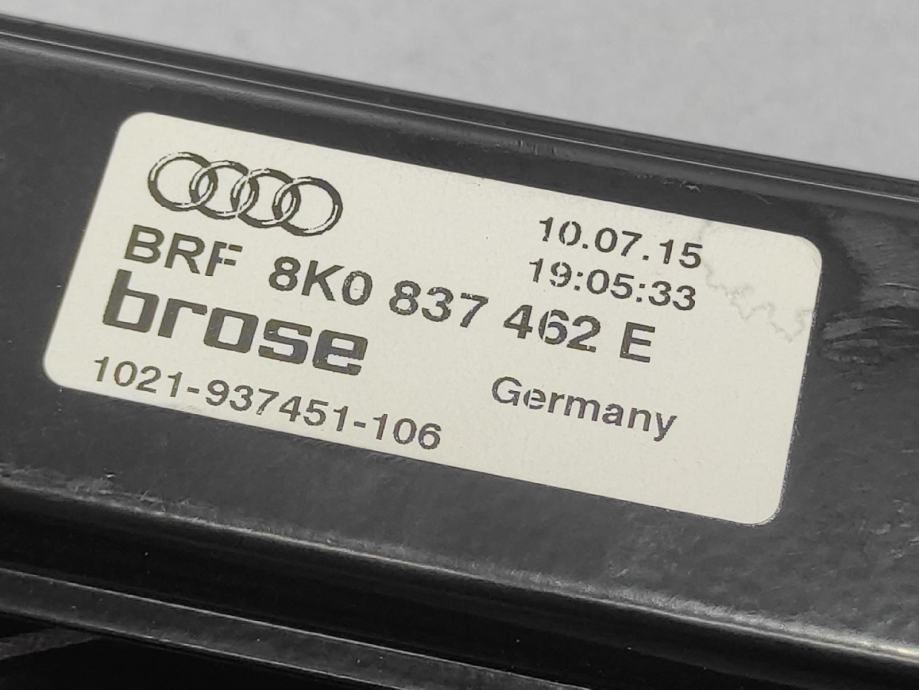 10.07.15
19:05:33
BRF 8K0 837 462 E
brose
Germany
1021-937451-106